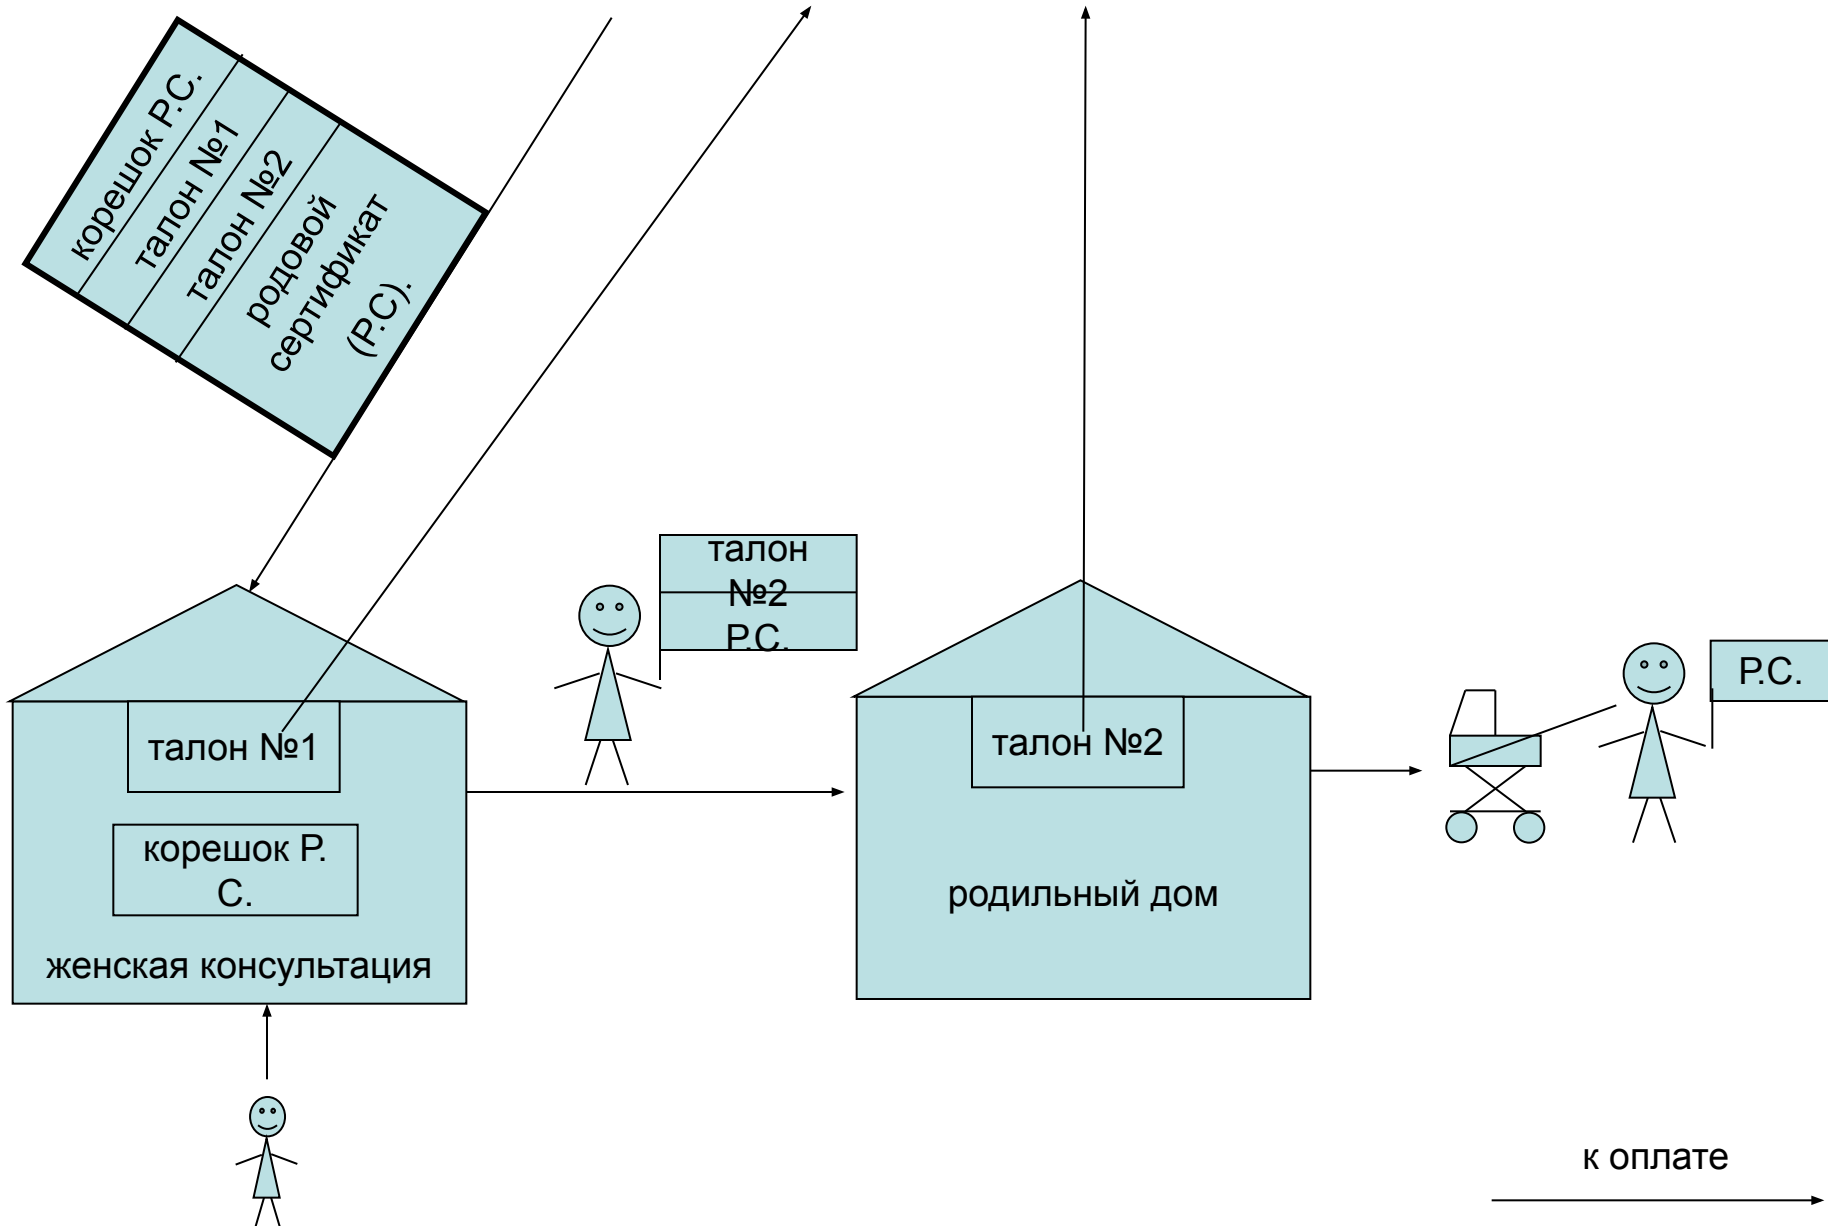 корешок Р.С.
талон №1
талон №2
родовой
сертификат
(Р.С).
талон
№2
Р.С.
Р.С.
талон №1
корешок Р.
С.
женская консультация
талон №2
родильный дом
к оплате